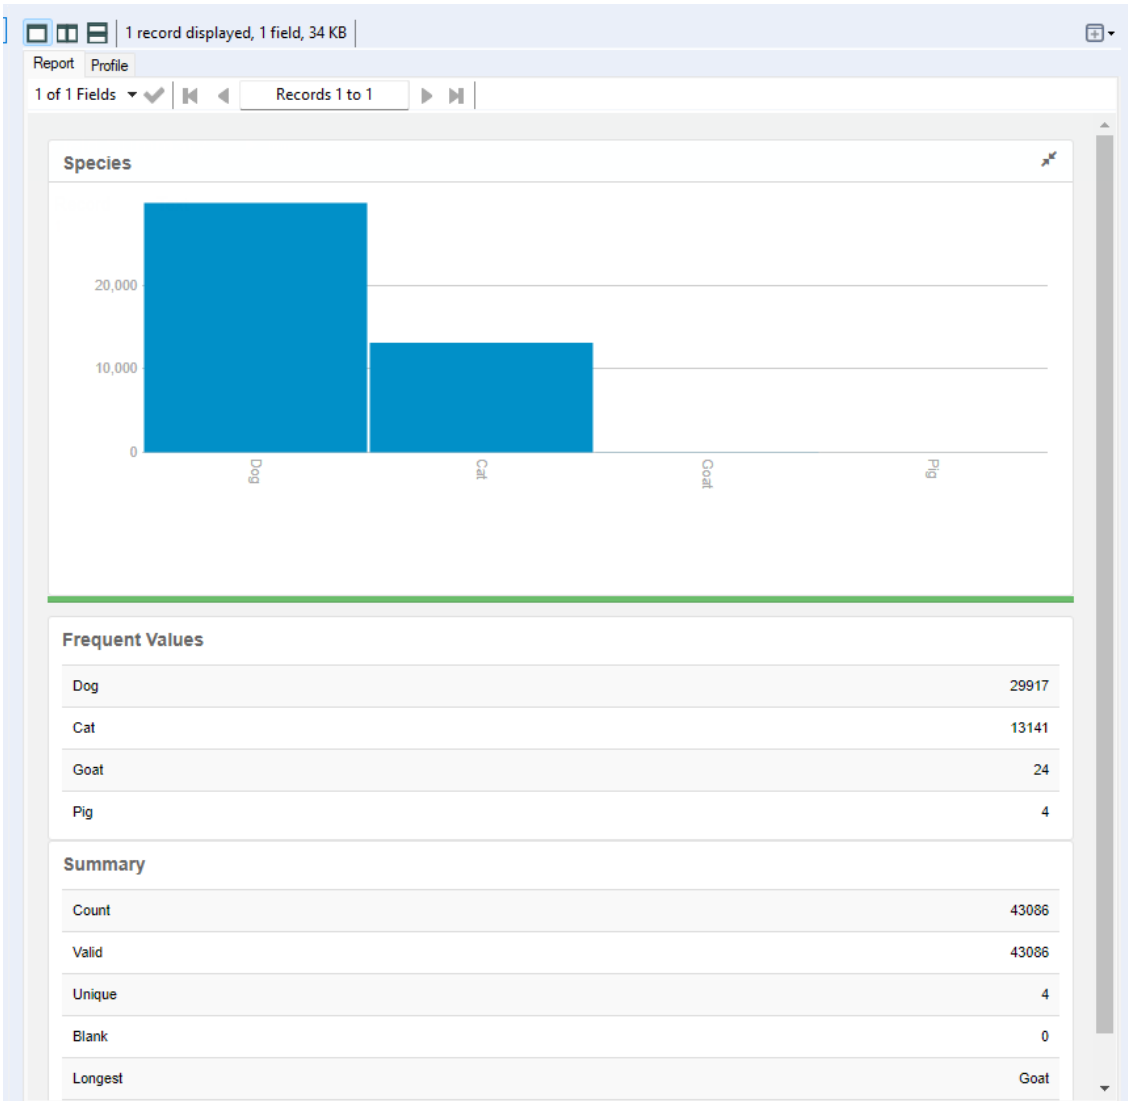 1 record displayed, 1 field, 34 KB
Report Profile
1 of 1 Fields Records 1 to 1
Species
20,000
10,000
0
Dog Cat Goat Pig
Frequent Values
Dog 29917
Cat 13141
Goat 24
Pig 4
Summary
Count 43086
Valid 43086
Unique 4
Blank 0
Longest Goat